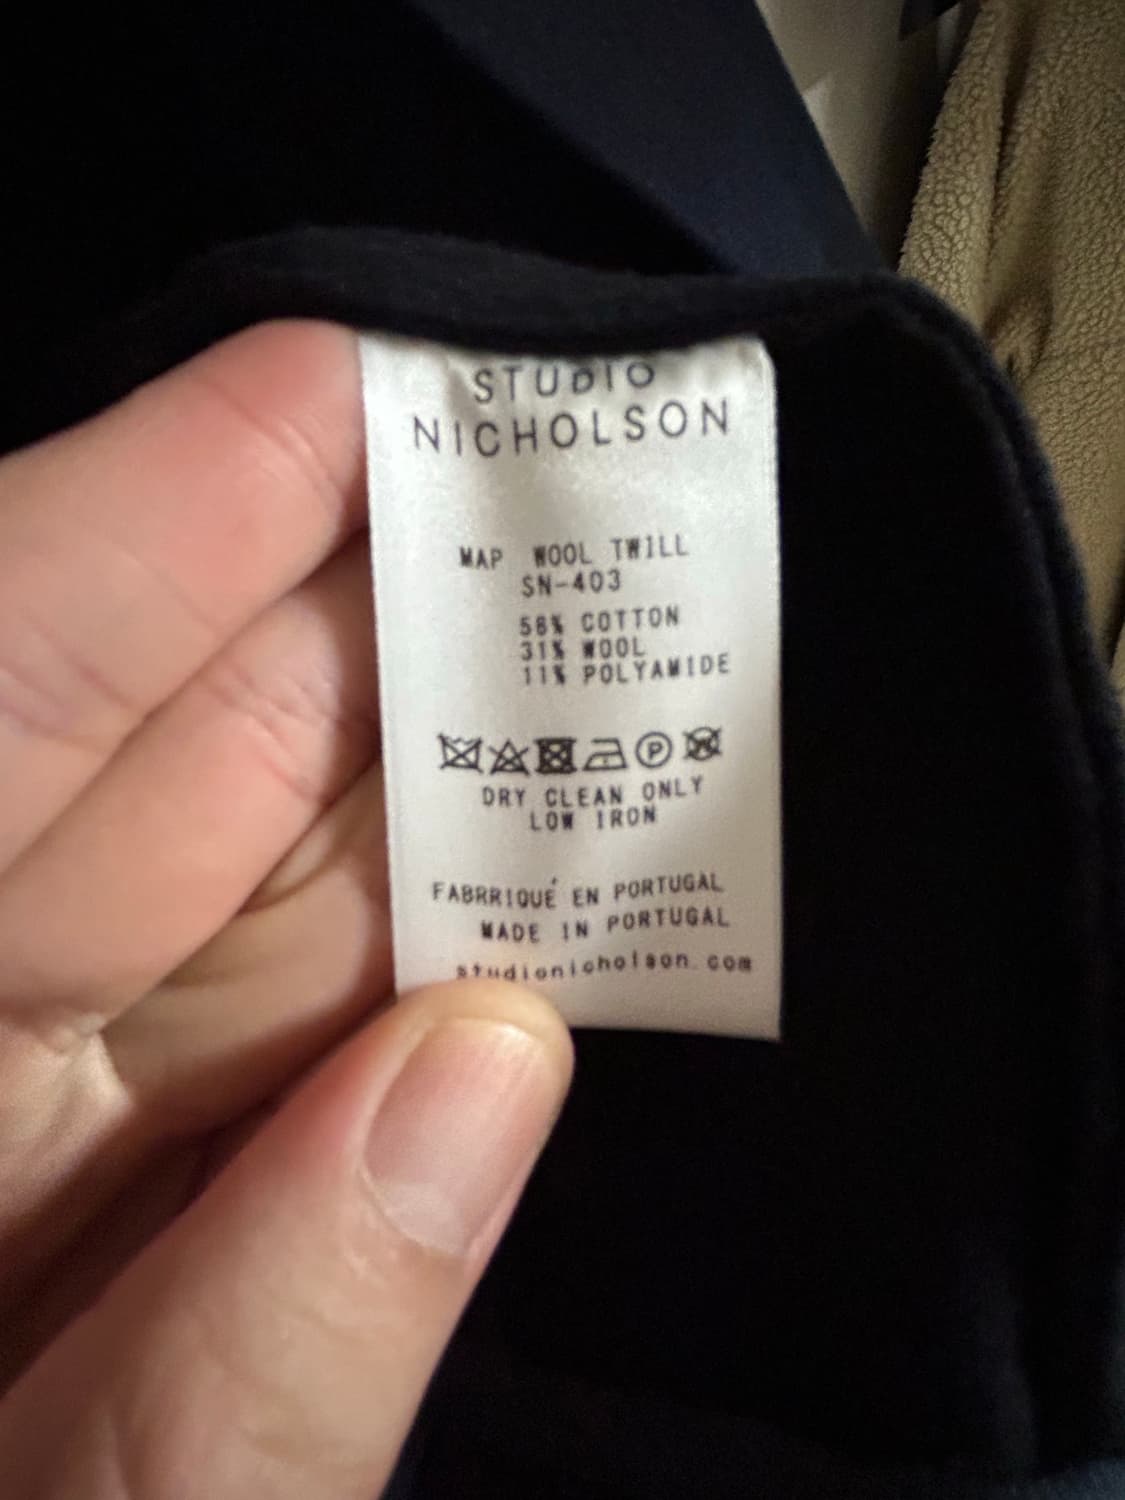 STUDIO
NICHOLSON
MAP WOOL TWILL
SN-403
58% COTTON
31% WOOL
11% POLYAMIDE
P W
DRY CLEAN ONLY
LOW IRON
FABRRIQUÉ EN PORTUGAL
MADE IN PORTUGAL
studionicholson.com